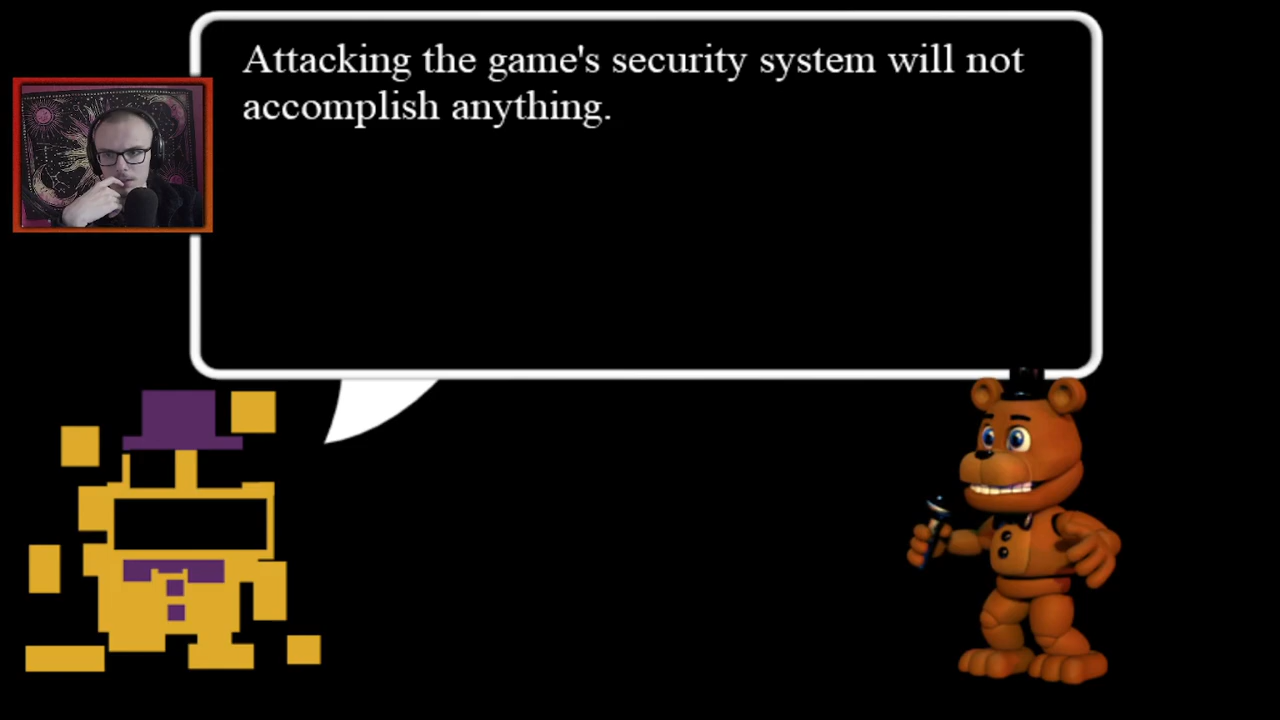 Attacking the game's security system will not
accomplish anything.